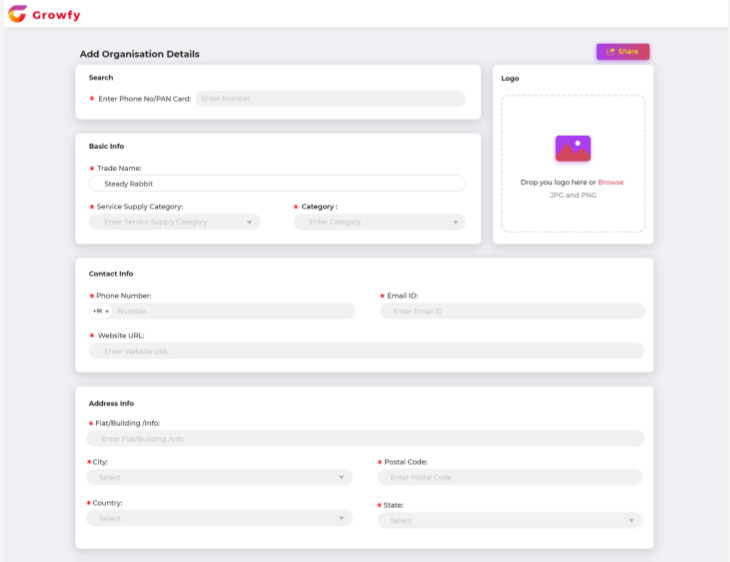 Growfy
Add Organisation Details
Share
Search
* Enter Phone No/PAN Card: Enter Number
Logo
Drop you logo here or Browse
JPG and PNG
Basic Info
* Trade Name:
Steady Rabbit
* Service Supply Category: * Category :
Enter Service Supply Category Enter Category
Contact Info
* Phone Number: * Email ID:
Number Enter Email ID
* Website URL:
Enter Website URL
Address Info
* Flat/Building /Info:
Enter Flat/Building /Info
* City: * Postal Code:
Select Enter Postal Code
* Country: * State:
Select Select